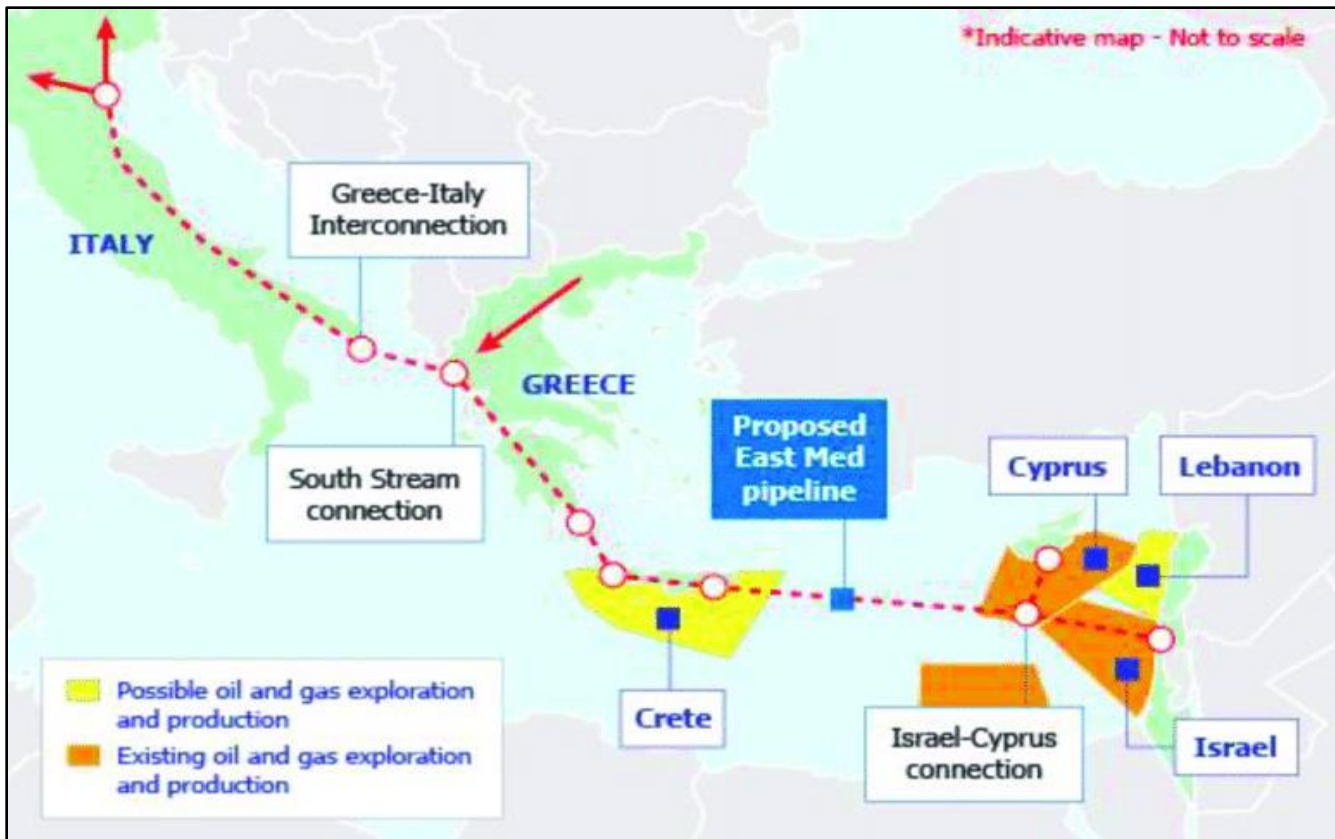 *Indicative map - Not to scale
Greece-Italy
Interconnection
ITALY
GREECE
South Stream
connection
Proposed
East Med
pipeline
Cyprus
Lebanon
Crete
Israel-Cyprus
connection
Israel
Possible oil and gas exploration
and production
Existing oil and gas exploration
and production